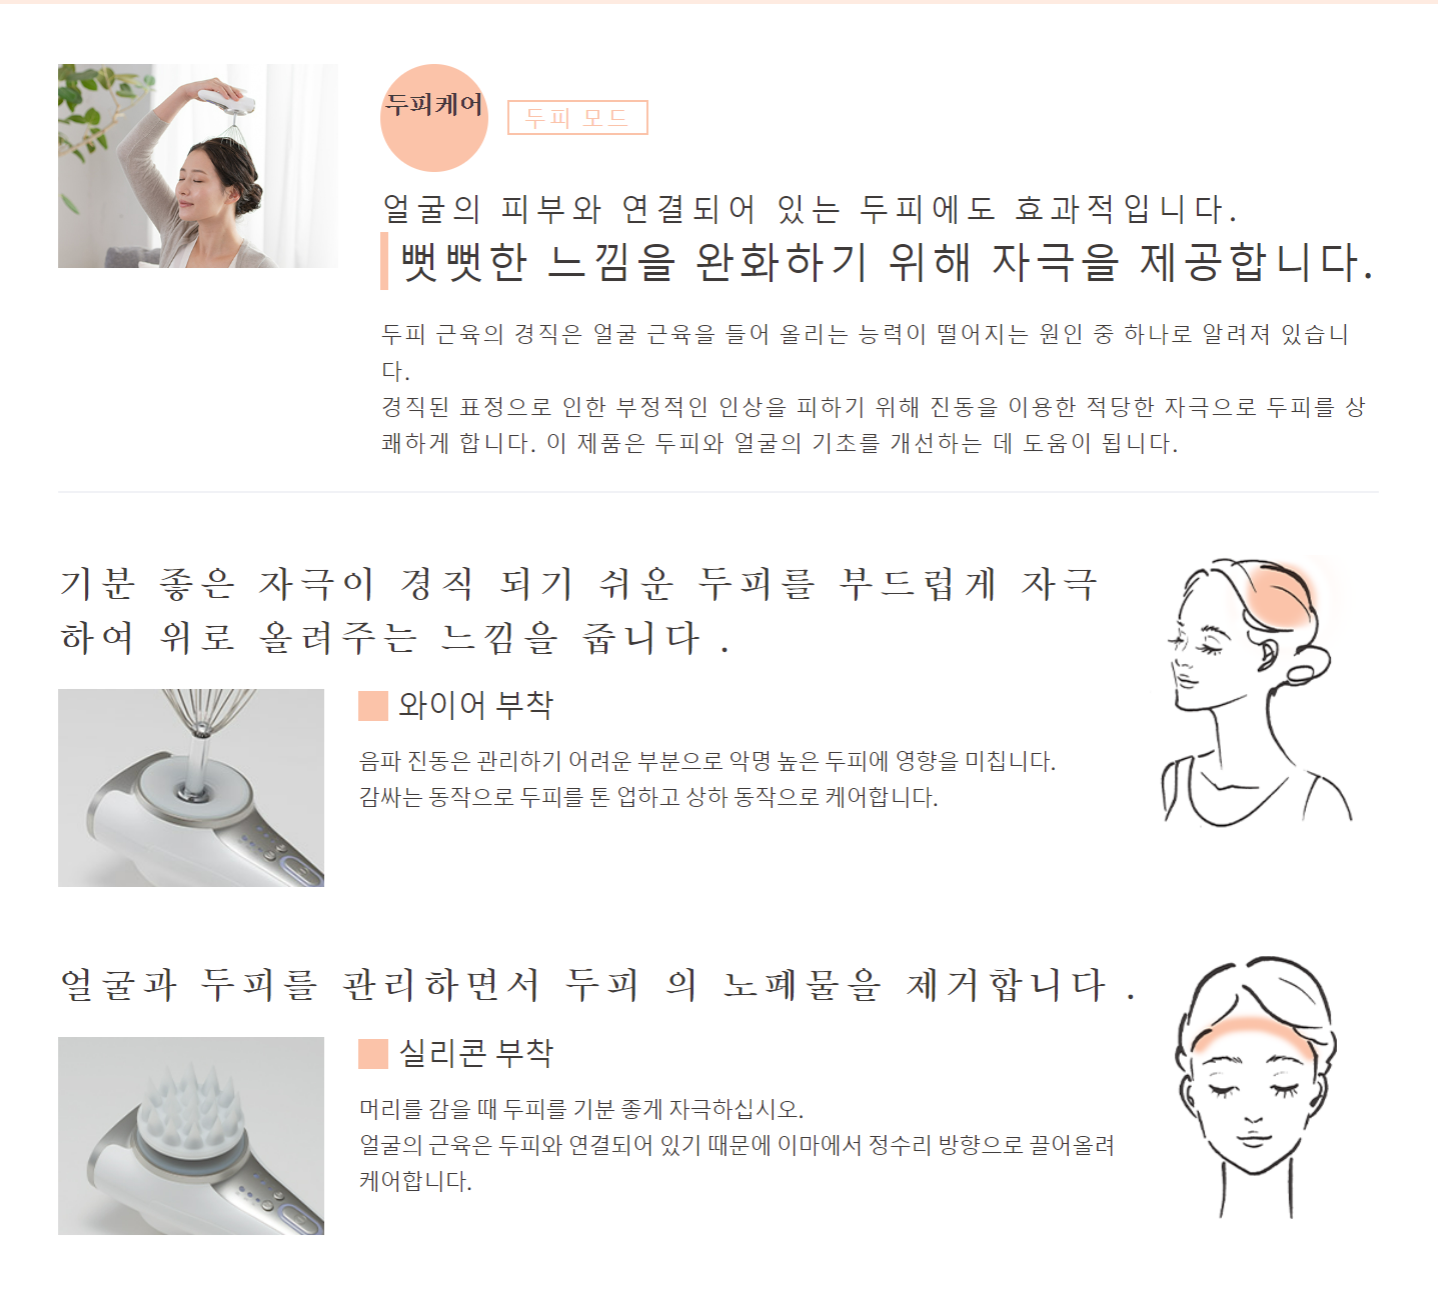 두피케어
두피 모드
얼굴의 피부와 연결되어 있는 두피에도 효과적입니다.
뻣뻣한 느낌을 완화하기 위해 자극을 제공합니다.
두피 근육의 경직은 얼굴 근육을 들어 올리는 능력이 떨어지는 원인 중 하나로 알려져 있습니
다.
경직된 표정으로 인한 부정적인 인상을 피하기 위해 진동을 이용한 적당한 자극으로 두피를 상
쾌하게 합니다. 이 제품은 두피와 얼굴의 기초를 개선하는 데 도움이 됩니다.
기분 좋은 자극이 경직 되기 쉬운 두피를 부드럽게 자극
하여 위로 올려주는 느낌을 줍니다 .
와이어 부착
음파 진동은 관리하기 어려운 부분으로 악명 높은 두피에 영향을 미칩니다.
감싸는 동작으로 두피를 톤 업하고 상하 동작으로 케어합니다.
얼굴과 두피를 관리하면서 두피 의 노폐물을 제거합니다 .
실리콘 부착
머리를 감을 때 두피를 기분 좋게 자극하십시오.
얼굴의 근육은 두피와 연결되어 있기 때문에 이마에서 정수리 방향으로 끌어올려
케어합니다.